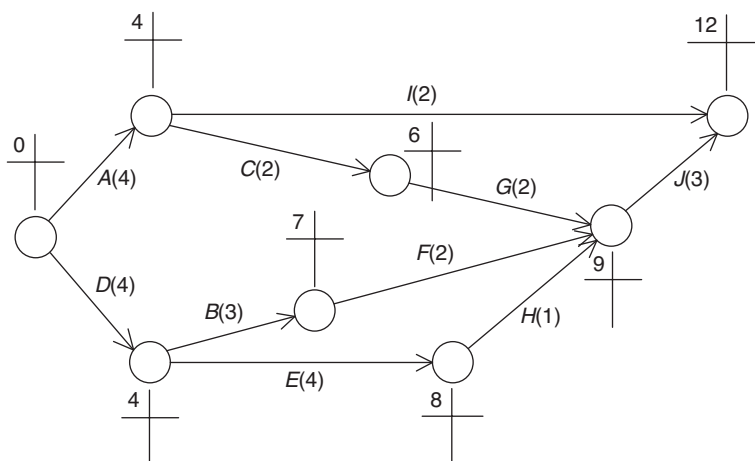 4
12
I(2)
0
6
C(2)
A(4)
G(2)
J(3)
7
F(2)
D(4)
9
B(3)
H(1)
E(4)
4
8